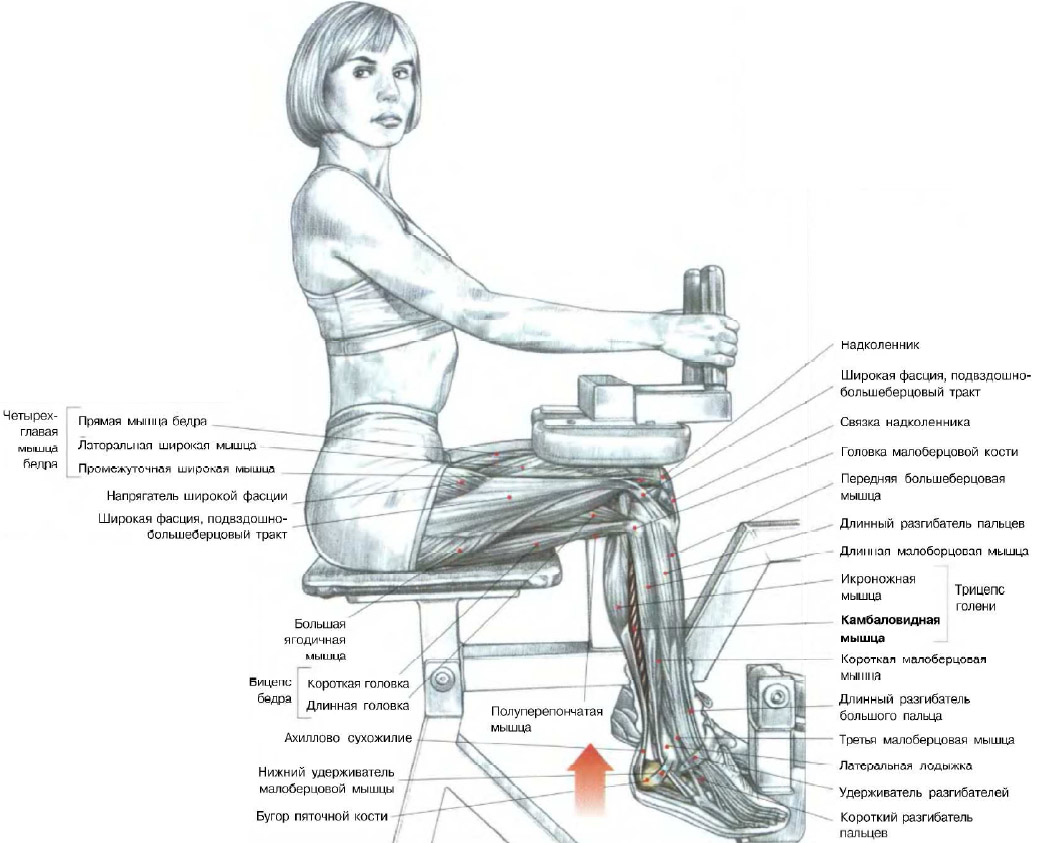 Четырех-
главая
мышца
бедра
Прямая мышца бедра
Латоральная широкая мышца
Промежуточная широкая мышца
Напрягатель широкой фасции
Широкая фасция, подвздошно-
большеберцовый тракт
Большая
ягодичная
мышца
Бицепс
бедра
Короткая головка
Длинная головка
Ахиллово сухожилие
Нижний удерживатель
малоберцовой мышцы
Бугор пяточной кости
Полуперепончатая
мышца
Надколенник
Широкая фасция, подвздошно-
большеберцовый тракт
Связка надколенника
Головка малоберцовой кости
Передняя большеберцовая
мышца
Длинный разгибатель пальцев
Длинная малоборцовая мышца
Икроножная
мышца
Камбаловидная
мышца
Трицепс
голени
Короткая малоберцовая
мышца
Длинный разгибатель
большого пальца
Третья малоберцовая мышца
Латеральная лодыжка
Удерживатель разгибателей
Короткий разгибатель
пальцев